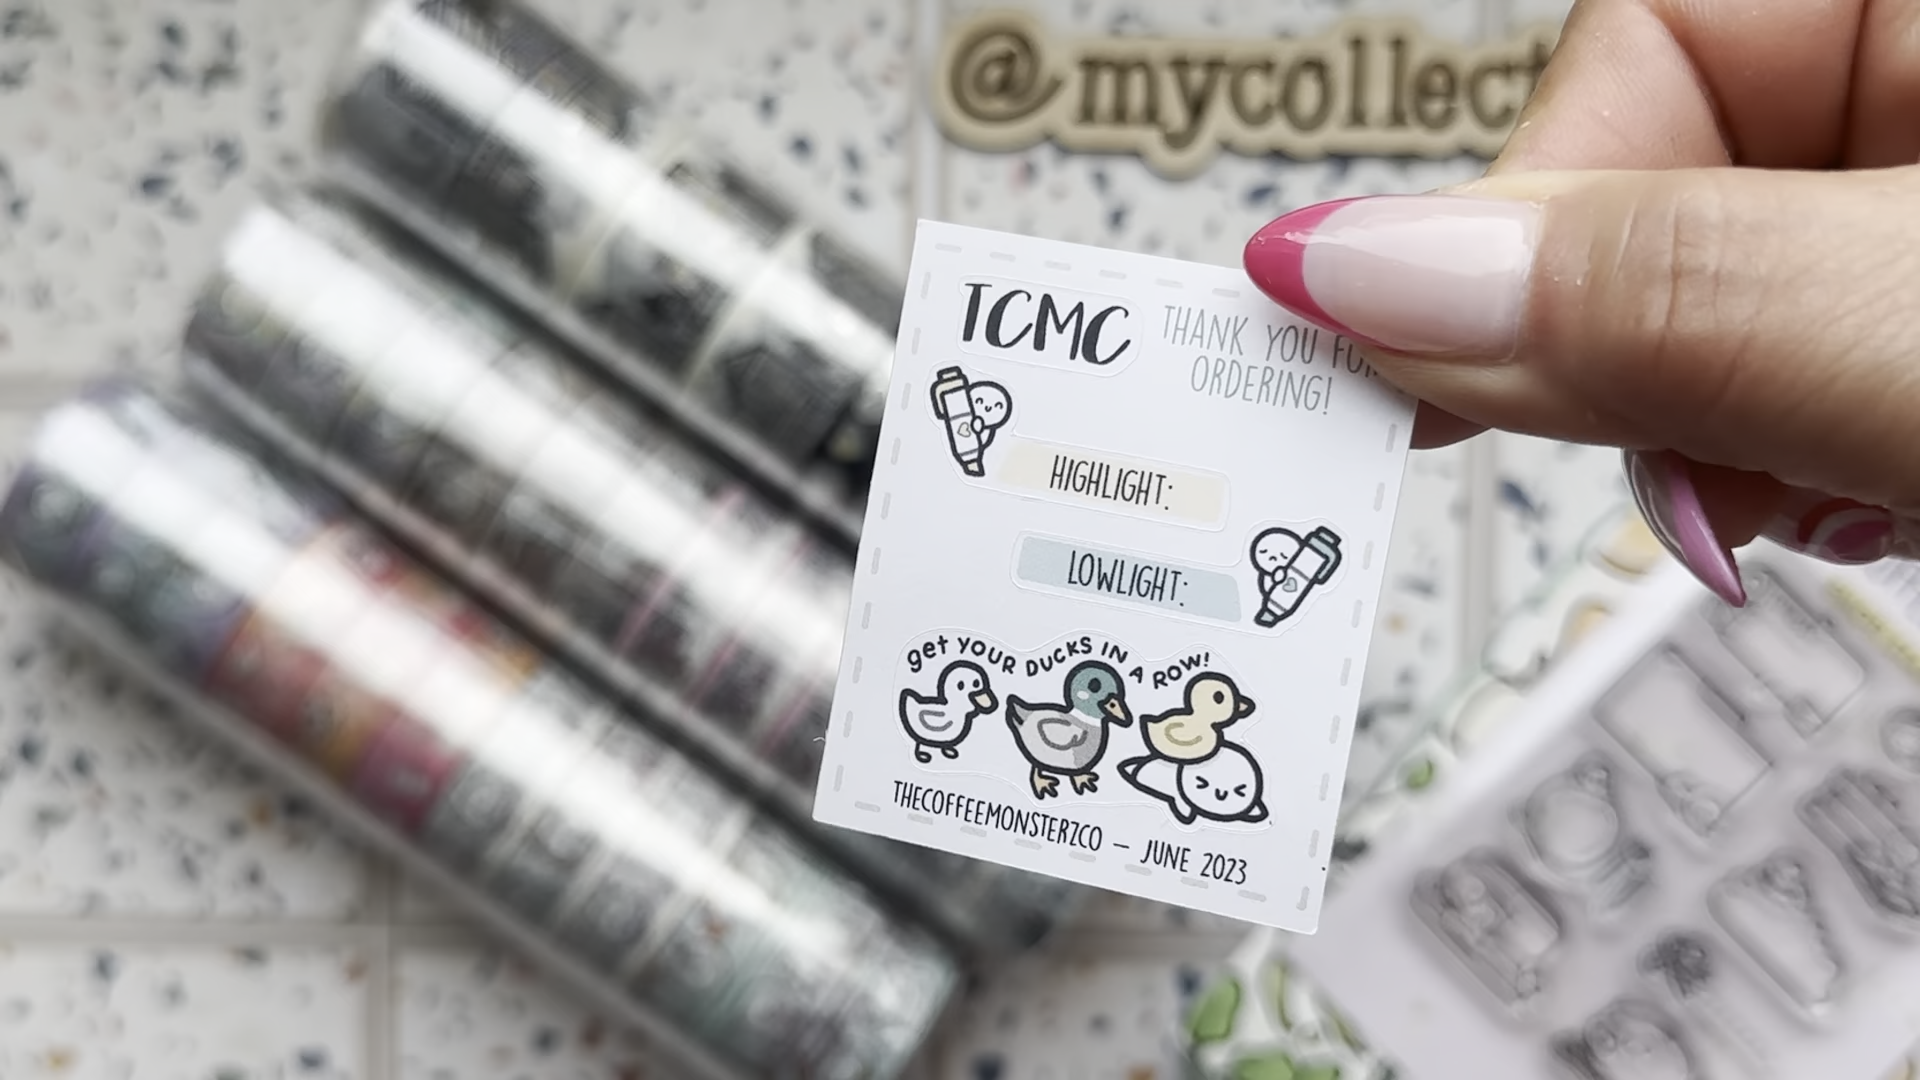 @mycollect
TCMC
THANK YOU FOR
ORDERING!
HIGHLIGHT:
LOWLIGHT:
get YOUR DUCKS IN A ROW!
THECOFFEEMONSTERZCO – JUNE 2023